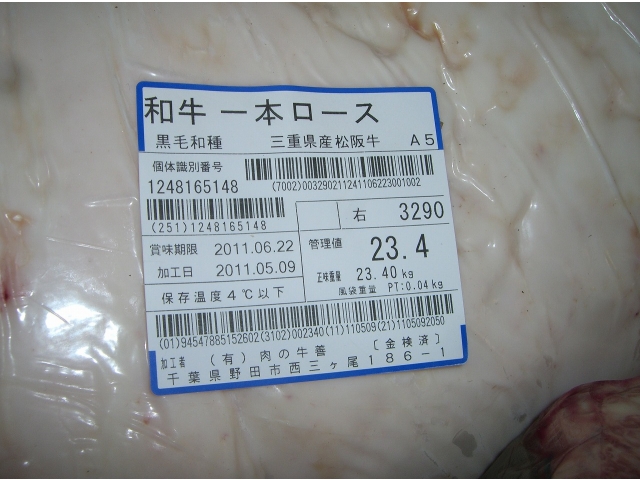 和牛 一本ロース
黒毛和種 三重県産松阪牛 A5
個体識別番号
1248165148
(7002)003290211241106223001002
(251)1248165148
右 3290
賞味期限 2011.06.22
加工日 2011.05.09
保存温度4℃以下
管理値 23.4
正味重量 23.40 kg
風袋重量 PT:0.04kg
(01)94547885152602(3102)002340(11)110509(21)1105092050
加工者 (有) 肉の牛善 [金検済]
千葉県野田市西三ヶ尾186-1